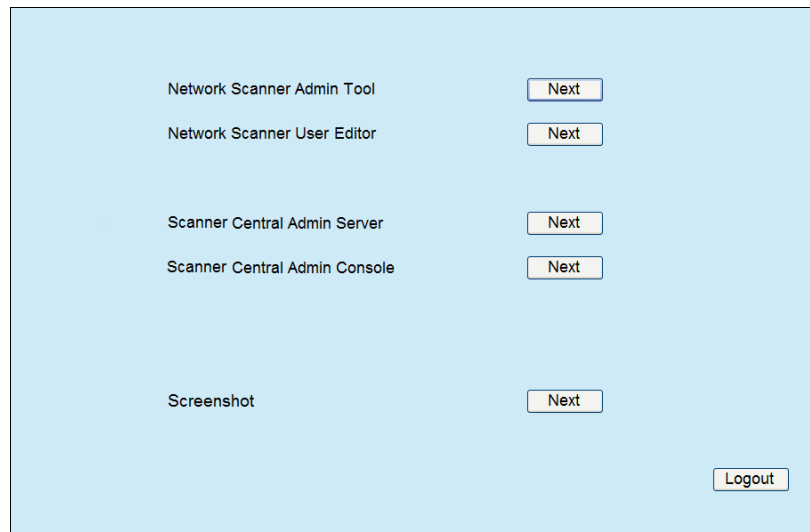 Network Scanner Admin Tool Next
Network Scanner User Editor Next
Scanner Central Admin Server Next
Scanner Central Admin Console Next
Screenshot Next
Logout